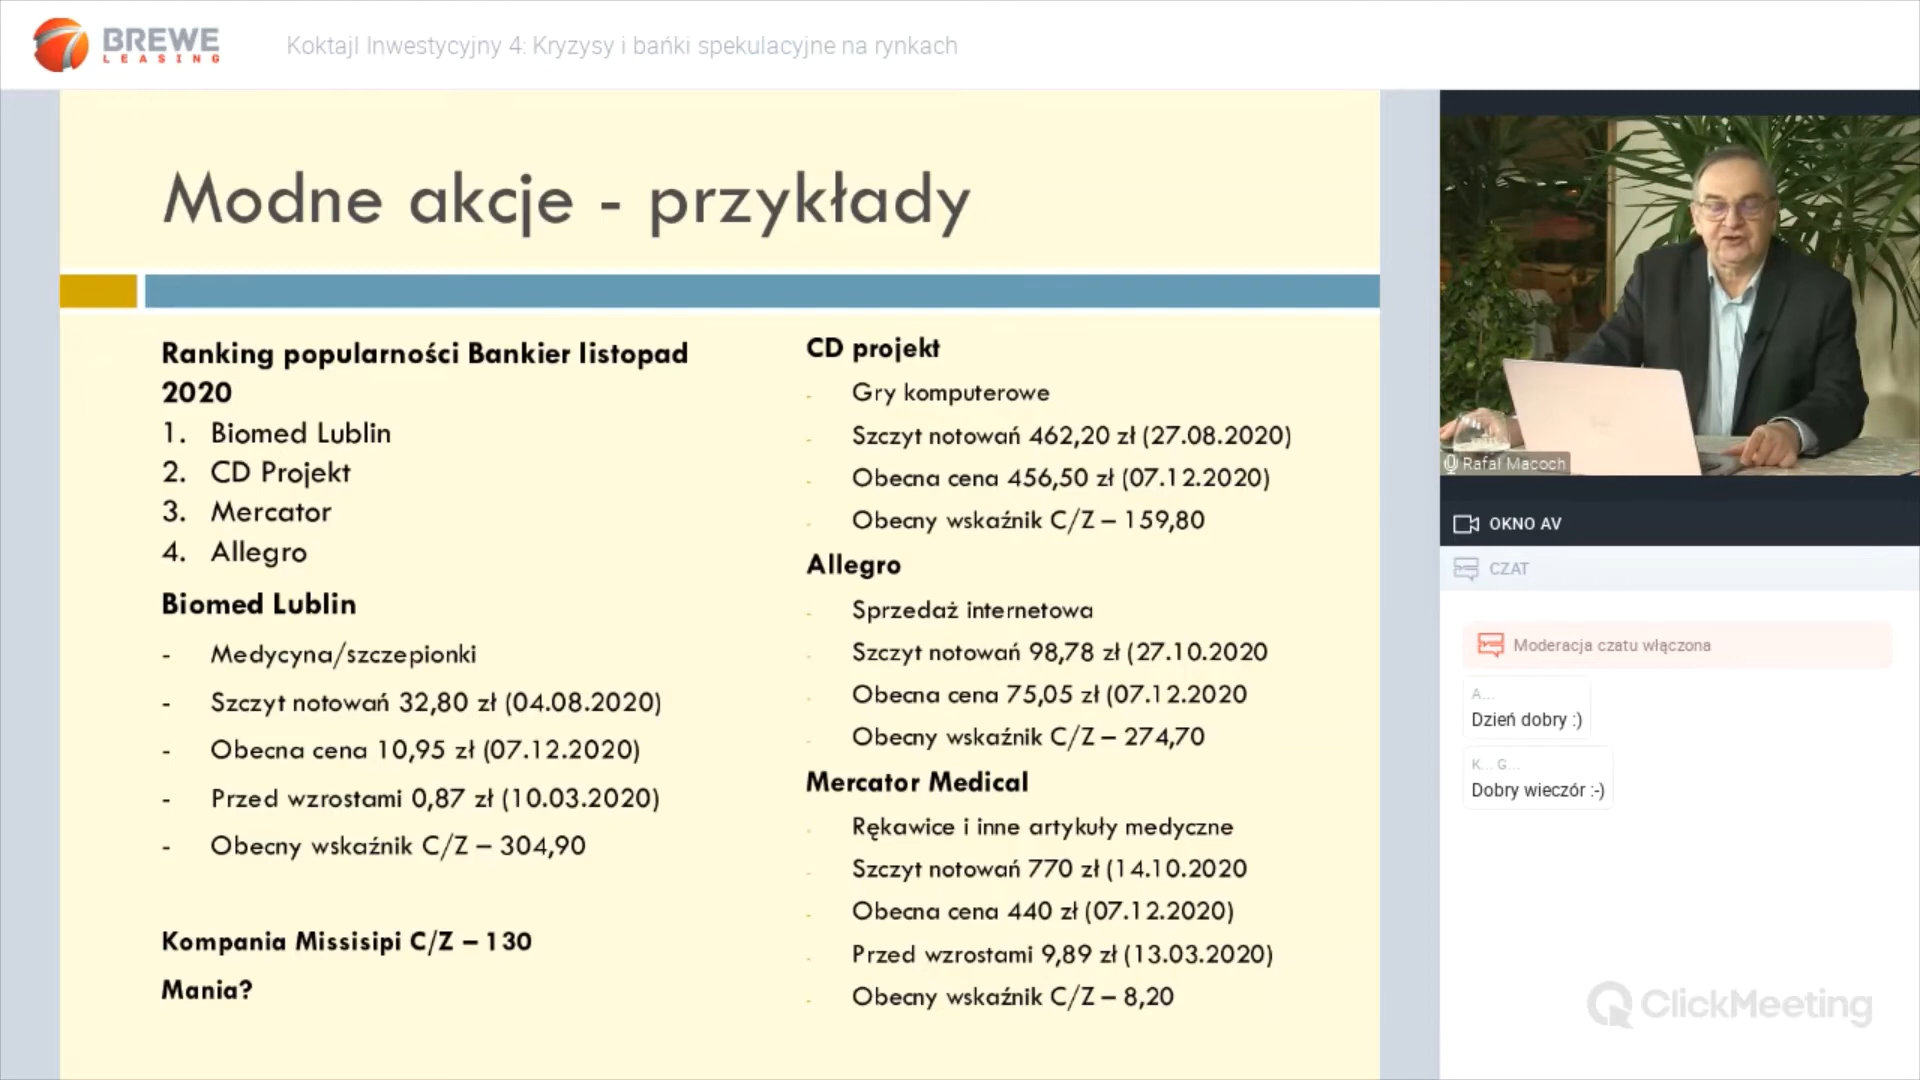 BREWE
LEASING
Koktajl Inwestycyjny 4: Kryzysy i bańki spekulacyjne na rynkach
Modne akcje - przykłady
Ranking popularności Bankier listopad
2020
1. Biomed Lublin
2. CD Projekt
3. Mercator
4. Allegro
Biomed Lublin
- Medycyna/szczepionki
- Szczyt notowań 32,80 zł (04.08.2020)
- Obecna cena 10,95 zł (07.12.2020)
- Przed wzrostami 0,87 zł (10.03.2020)
- Obecny wskaźnik C/Z – 304,90
Kompania Missisipi C/Z – 130
Mania?
CD projekt
- Gry komputerowe
- Szczyt notowań 462,20 zł (27.08.2020)
- Obecna cena 456,50 zł (07.12.2020)
- Obecny wskaźnik C/Z – 159,80
Allegro
- Sprzedaż internetowa
- Szczyt notowań 98,78 zł (27.10.2020
- Obecna cena 75,05 zł (07.12.2020
- Obecny wskaźnik C/Z – 274,70
Mercator Medical
- Rękawice i inne artykuły medyczne
- Szczyt notowań 770 zł (14.10.2020
- Obecna cena 440 zł (07.12.2020)
- Przed wzrostami 9,89 zł (13.03.2020)
- Obecny wskaźnik C/Z – 8,20
Rafał Macoch
OKNO AV
CZAT
Moderacja czatu włączona
A...
Dzień dobry :)
K... G...
Dobry wieczór :-)
ClickMeeting